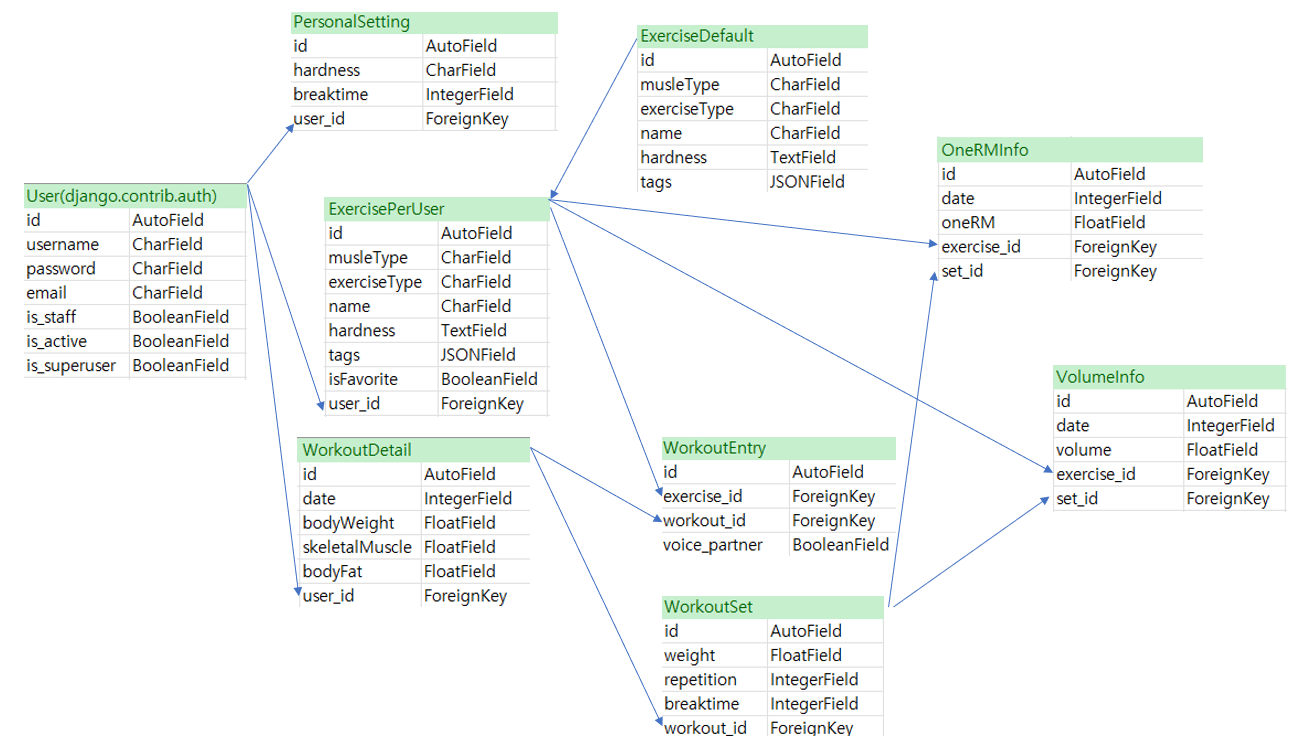 PersonalSetting
id AutoField
hardness CharField
breaktime IntegerField
user_id ForeignKey
ExerciseDefault
id AutoField
musleType CharField
exerciseType CharField
name CharField
hardness TextField
tags JSONField
OneRMInfo
id AutoField
date IntegerField
oneRM FloatField
exercise_id ForeignKey
set_id ForeignKey
User(django.contrib.auth)
id AutoField
username CharField
password CharField
email CharField
is_staff BooleanField
is_active BooleanField
is_superuser BooleanField
ExercisePerUser
id AutoField
musleType CharField
exerciseType CharField
name CharField
hardness TextField
tags JSONField
isFavorite BooleanField
user_id ForeignKey
VolumeInfo
id AutoField
date IntegerField
volume FloatField
exercise_id ForeignKey
set_id ForeignKey
WorkoutDetail
id AutoField
date IntegerField
bodyWeight FloatField
skeletalMuscle FloatField
bodyFat FloatField
user_id ForeignKey
WorkoutEntry
id AutoField
exercise_id ForeignKey
workout_id ForeignKey
voice_partner BooleanField
WorkoutSet
id AutoField
weight FloatField
repetition IntegerField
breaktime IntegerField
workout_id ForeignKey